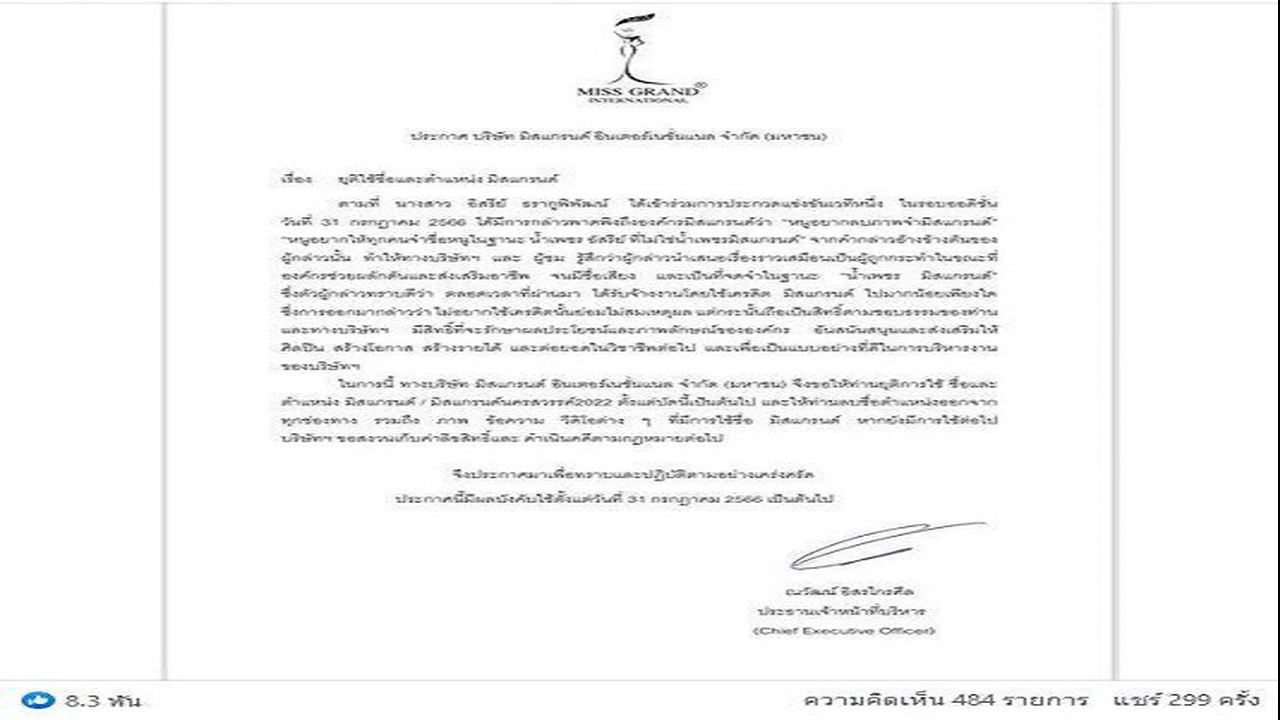 MISS GRAND®
INTERNATIONAL
ประกาศ บริษัท มิสแกรนด์ อินเตอร์เนชั่นแนล จำกัด (มหาชน)
เรื่อง ยุติใช้ชื่อและตำแหน่ง มิสแกรนด์
ตามที่ นางสาว อิสรีย์ ธราภูพิพัฒน์ ได้เข้าร่วมการประกวดแข่งขันเวทีหนึ่ง ในรอบออดิชั่น
วันที่ 31 กรกฎาคม 2566 ได้มีการกล่าวพาดพิงถึงองค์กรมิสแกรนด์ว่า "หนูอยากลบภาพจำมิสแกรนด์"
"หนูอยากให้ทุกคนจำชื่อหนูในฐานะ น้ำเพชร อิสรีย์ ที่ไม่ใช่น้ำเพชรมิสแกรนด์" จากคำกล่าวอ้างข้างต้นของ
ผู้กล่าวนั้น ทำให้ทางบริษัทฯ และ ผู้ชม รู้สึกว่าผู้กล่าวนำเสนอเรื่องราวเสมือนเป็นผู้ถูกกระทำในขณะที่
องค์กรช่วยผลักดันและส่งเสริมอาชีพ จนมีชื่อเสียง และเป็นที่จดจำในฐานะ "น้ำเพชร มิสแกรนด์"
ซึ่งตัวผู้กล่าวทราบดีว่า ตลอดเวลาที่ผ่านมา ได้รับจ้างงานโดยใช้เครดิต มิสแกรนด์ ไปมากน้อยเพียงใด
ซึ่งการออกมากล่าวว่า ไม่อยากใช้เครดิตนั้นย่อมไม่สมเหตุผล แต่กระนั้นถือเป็นสิทธิ์ตามชอบธรรมของท่าน
และทางบริษัทฯ มีสิทธิ์ที่จะรักษาผลประโยชน์และภาพลักษณ์ขององค์กร อันสนับสนุนและส่งเสริมให้
ศิลปิน สร้างโอกาส สร้างรายได้ และต่อยอดในวิชาชีพต่อไป และเพื่อเป็นแบบอย่างที่ดีในการบริหารงาน
ของบริษัทฯ
ในการนี้ ทางบริษัท มิสแกรนด์ อินเตอร์เนชั่นแนล จำกัด (มหาชน) จึงขอให้ท่านยุติการใช้ ชื่อและ
ตำแหน่ง มิสแกรนด์ / มิสแกรนด์นครสวรรค์2022 ตั้งแต่บัดนี้เป็นต้นไป และให้ท่านลบชื่อตำแหน่งออกจาก
ทุกช่องทาง รวมถึง ภาพ ข้อความ วีดิโอต่าง ๆ ที่มีการใช้ชื่อ มิสแกรนด์ หากยังมีการใช้ต่อไป
บริษัทฯ ขอสงวนเก็บค่าลิขสิทธิ์และ ดำเนินคดีตามกฎหมายต่อไป
จึงประกาศมาเพื่อทราบและปฏิบัติตามอย่างเคร่งครัด
ประกาศนี้มีผลบังคับใช้ตั้งแต่วันที่ 31 กรกฎาคม 2566 เป็นต้นไป
ณวัฒน์ อิสรไกรศีล
ประธานเจ้าหน้าที่บริหาร
(Chief Executive Officer)
8.3 พัน ความคิดเห็น 484 รายการ แชร์ 299 ครั้ง